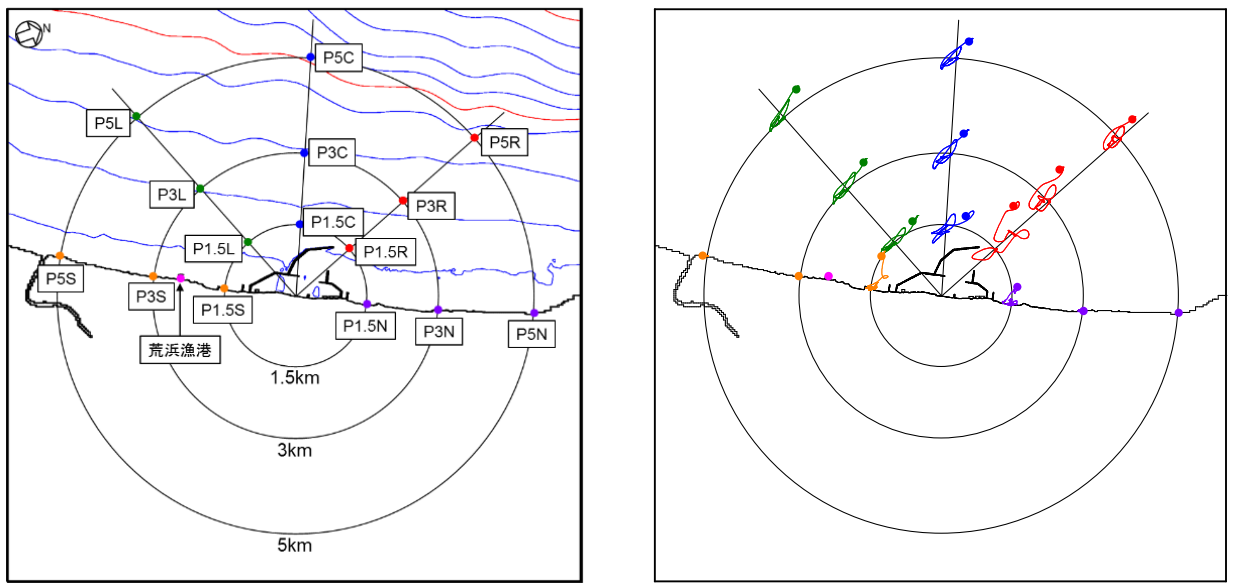 N
P5C
P5L
P5R
P3C
P3L
P3R
P1.5C
P1.5L
P1.5R
P5S
P3S
P1.5S
P1.5N
P3N
P5N
荒浜漁港
1.5km
3km
5km